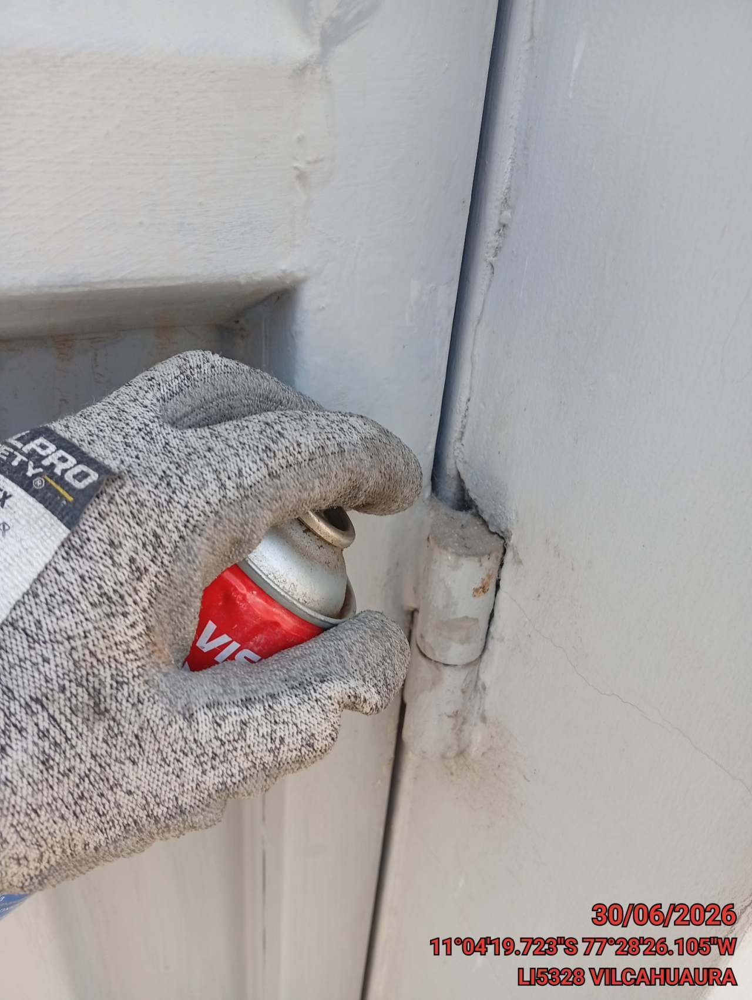 LPRO
ETY®
X
VIS
30/06/2026
11°04'19.723"S 77°28'26.105"W
LI5328 VILCAHUAURA